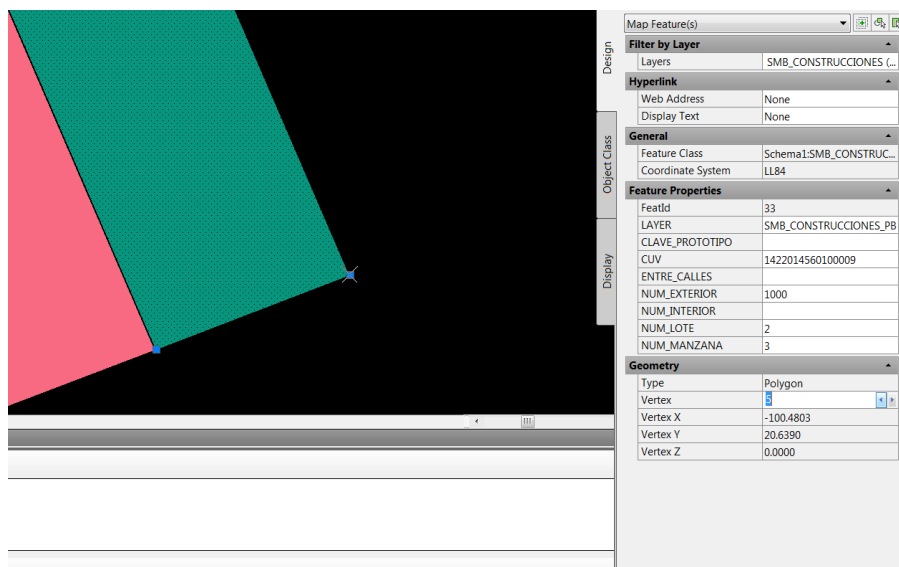 Map Feature(s)
Filter by Layer
Layers SMB_CONSTRUCCIONES (...
Hyperlink
Web Address None
Display Text None
General
Feature Class Schema1:SMB_CONSTRUC...
Coordinate System LL84
Feature Properties
FeatId 33
LAYER SMB_CONSTRUCCIONES_PB
CLAVE_PROTOTIPO
CUV 1422014560100009
ENTRE_CALLES
NUM_EXTERIOR 1000
NUM_INTERIOR
NUM_LOTE 2
NUM_MANZANA 3
Geometry
Type Polygon
Vertex 5
Vertex X -100.4803
Vertex Y 20.6390
Vertex Z 0.0000
Design
Object Class
Display